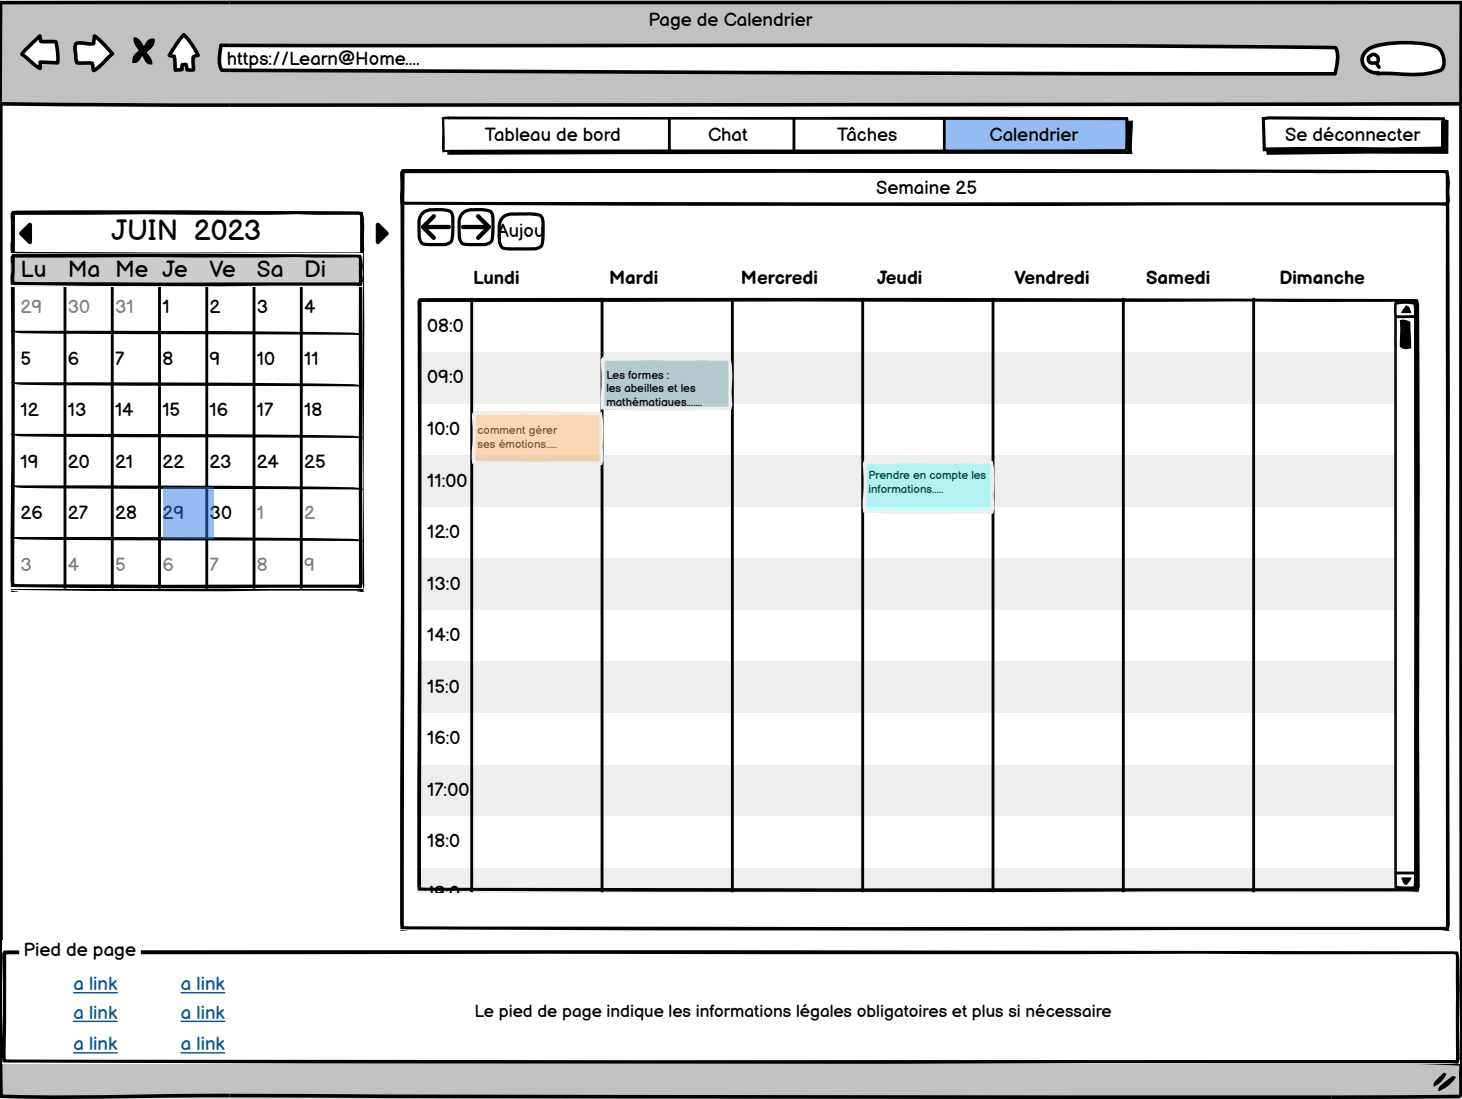 Page de Calendrier
https://Learn@Home....
Tableau de bord Chat Tâches Calendrier Se déconnecter
Semaine 25
JUIN 2023
Aujou
Lu Ma Me Je Ve Sa Di
29 30 31 1 2 3 4
5 6 7 8 9 10 11
12 13 14 15 16 17 18
19 20 21 22 23 24 25
26 27 28 29 30 1 2
3 4 5 6 7 8 9
Lundi Mardi Mercredi Jeudi Vendredi Samedi Dimanche
08:0
09:0
Les formes :
les abeilles et les
mathématiques......
10:0
comment gérer
ses émotions.....
11:00
Prendre en compte les
informations.....
12:0
13:0
14:0
15:0
16:0
17:00
18:0
19:0
Pied de page
a link a link
a link a link
a link a link
Le pied de page indique les informations légales obligatoires et plus si nécessaire